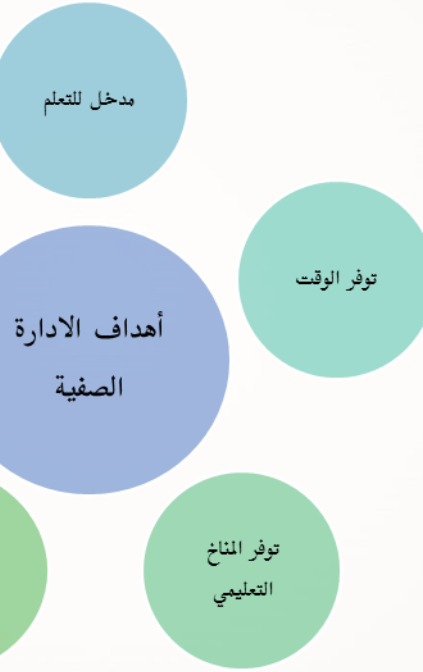 مدخل للتعلم
توفر الوقت
أهداف الادارة
الصفية
توفر المناخ
التعليمي